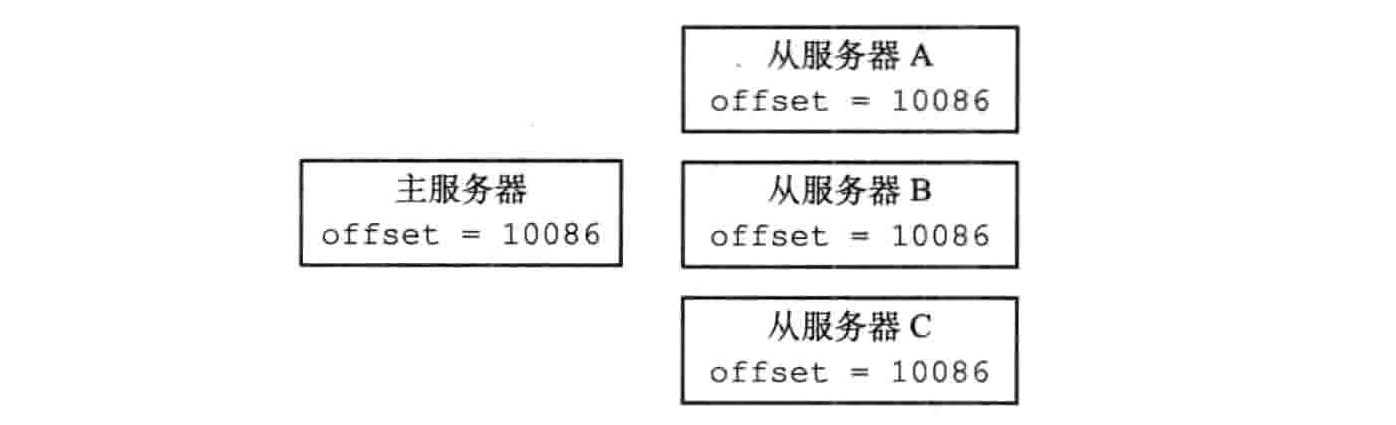 从服务器 A
offset = 10086
主服务器
offset = 10086
从服务器 B
offset = 10086
从服务器 C
offset = 10086